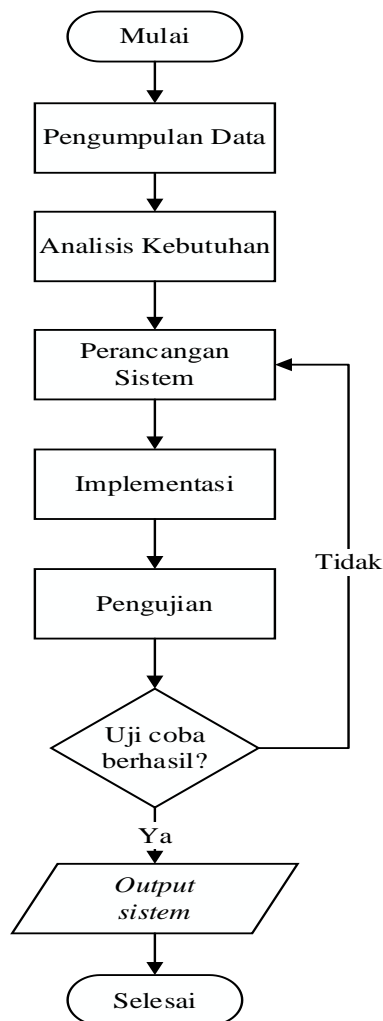 Mulai
Pengumpulan Data
Analisis Kebutuhan
Perancangan
Sistem
Implementasi
Pengujian
Tidak
Uji coba
berhasil?
Ya
Output
sistem
Selesai